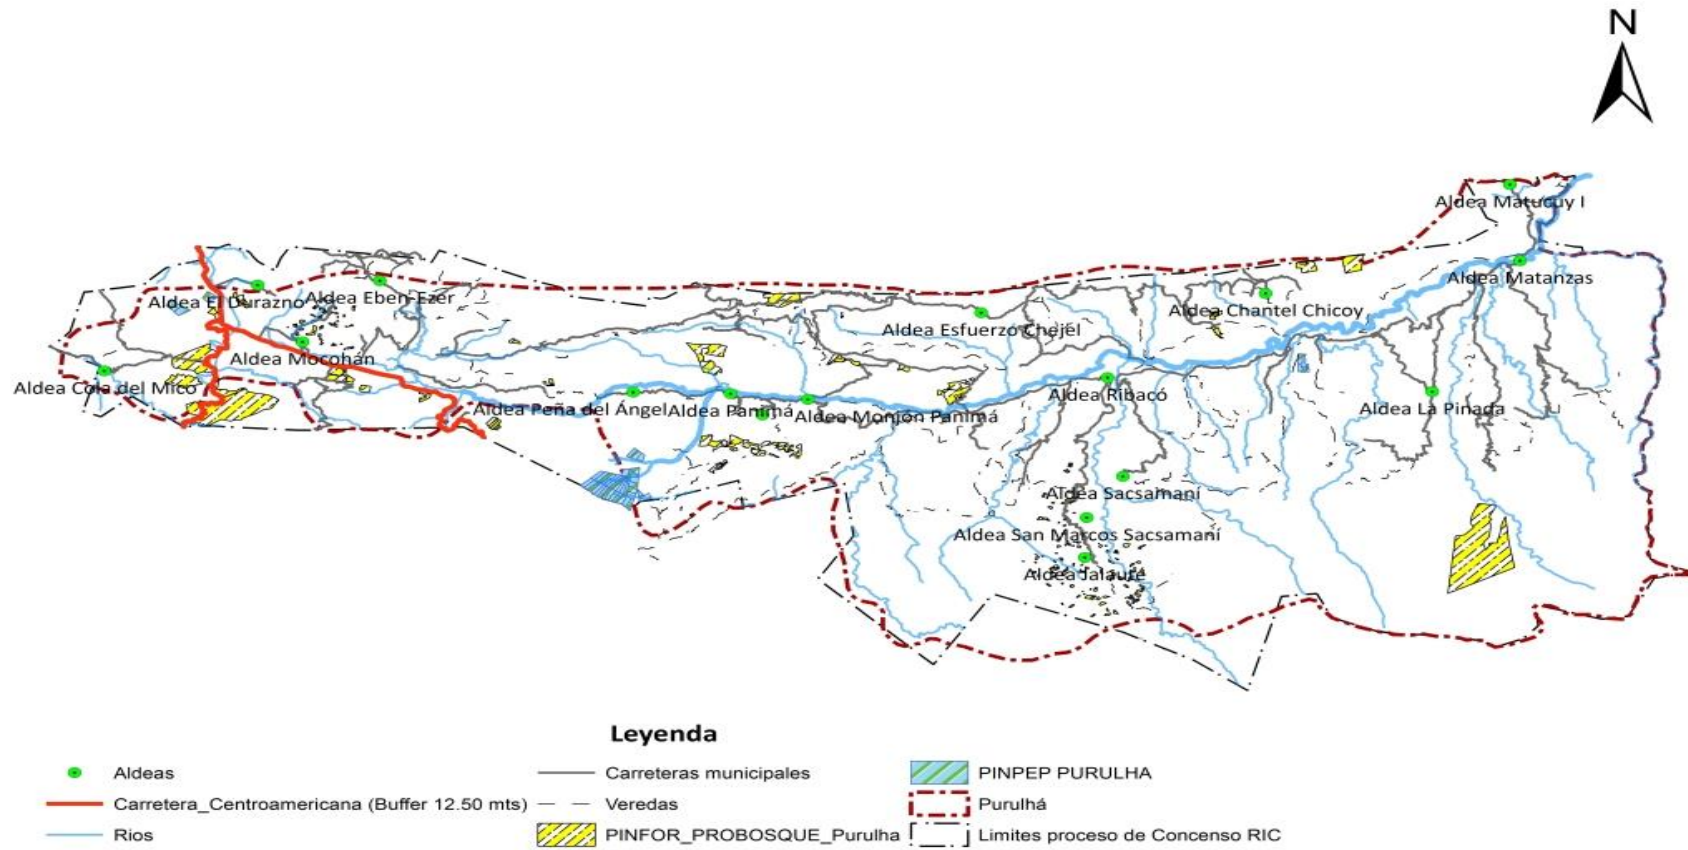 N
Aldea Matucuy I
Aldea Matanzas
Aldea El Durazno
Aldea Eben-Ezer
Aldea Chantel Chicoy
Aldea Esfuerzo Chejel
Aldea Mocohán
Aldea Cola del Mico
Aldea Ribacó
Aldea Peña del Ángel
Aldea Panimá
Aldea Monjón Panimá
Aldea La Pinada
Aldea Sacsamaní
Aldea San Marcos Sacsamaní
Aldea Jalauté
Leyenda
Aldeas
Carretera_Centroamericana (Buffer 12.50 mts)
Rios
Carreteras municipales
Veredas
PINFOR_PROBOSQUE_Purulha
PINPEP PURULHA
Purulhá
Limites proceso de Concenso RIC